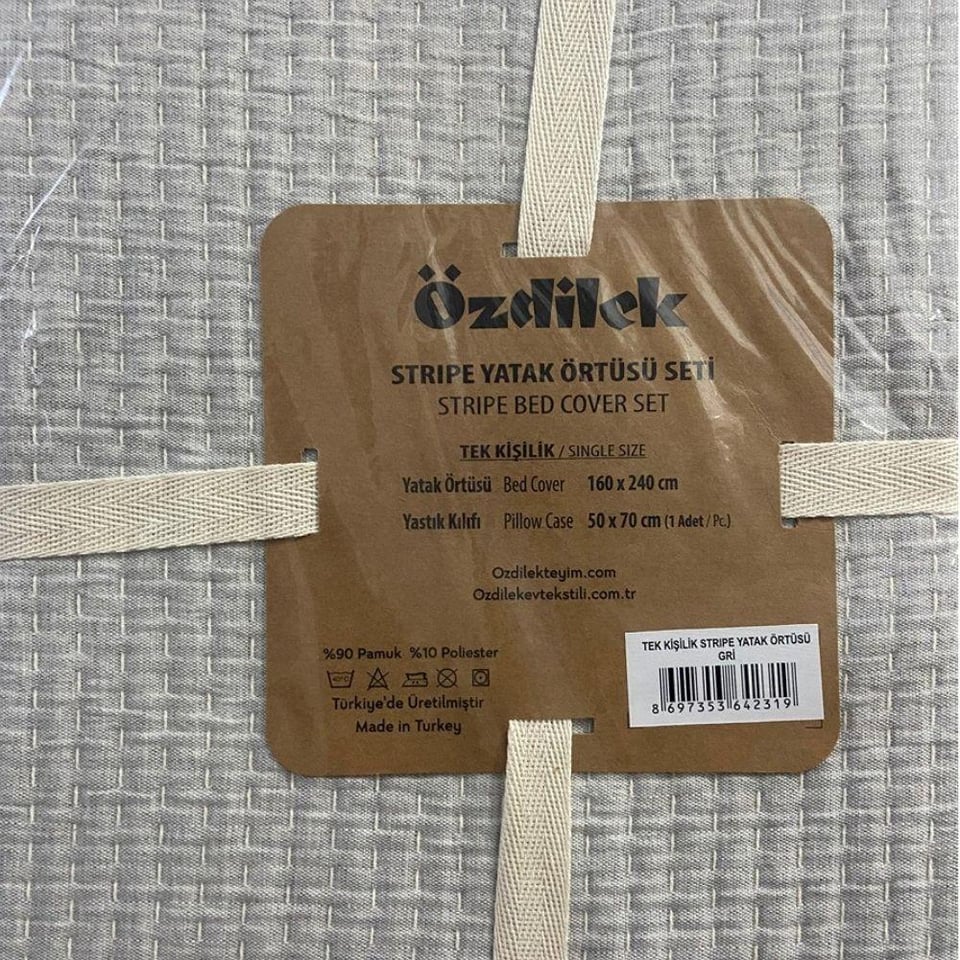 Özdilek
STRIPE YATAK ÖRTÜSÜ SETİ
STRIPE BED COVER SET
TEK KİŞİLİK / SINGLE SIZE
Yatak Örtüsü Bed Cover 160 x 240 cm
Yastık Kılıfı Pillow Case 50 x 70 cm (1 Adet / Pc.)
Ozdilekteyim.com
Ozdilekevtekstili.com.tr
%90 Pamuk %10 Poliester
40°C
Türkiye'de Üretilmiştir
Made in Turkey
TEK KİŞİLİK STRIPE YATAK ÖRTÜSÜ
GRİ
8 697353 642319